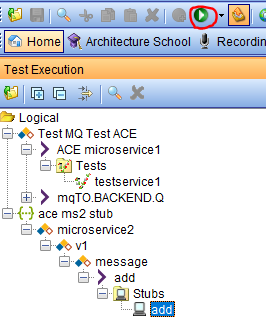 Home Architecture School Recordin
Test Execution
Logical
Test MQ Test ACE
ACE microservice1
Tests
testservice1
mqTO.BACKEND.Q
ace ms2 stub
microservice2
v1
message
add
Stubs
add